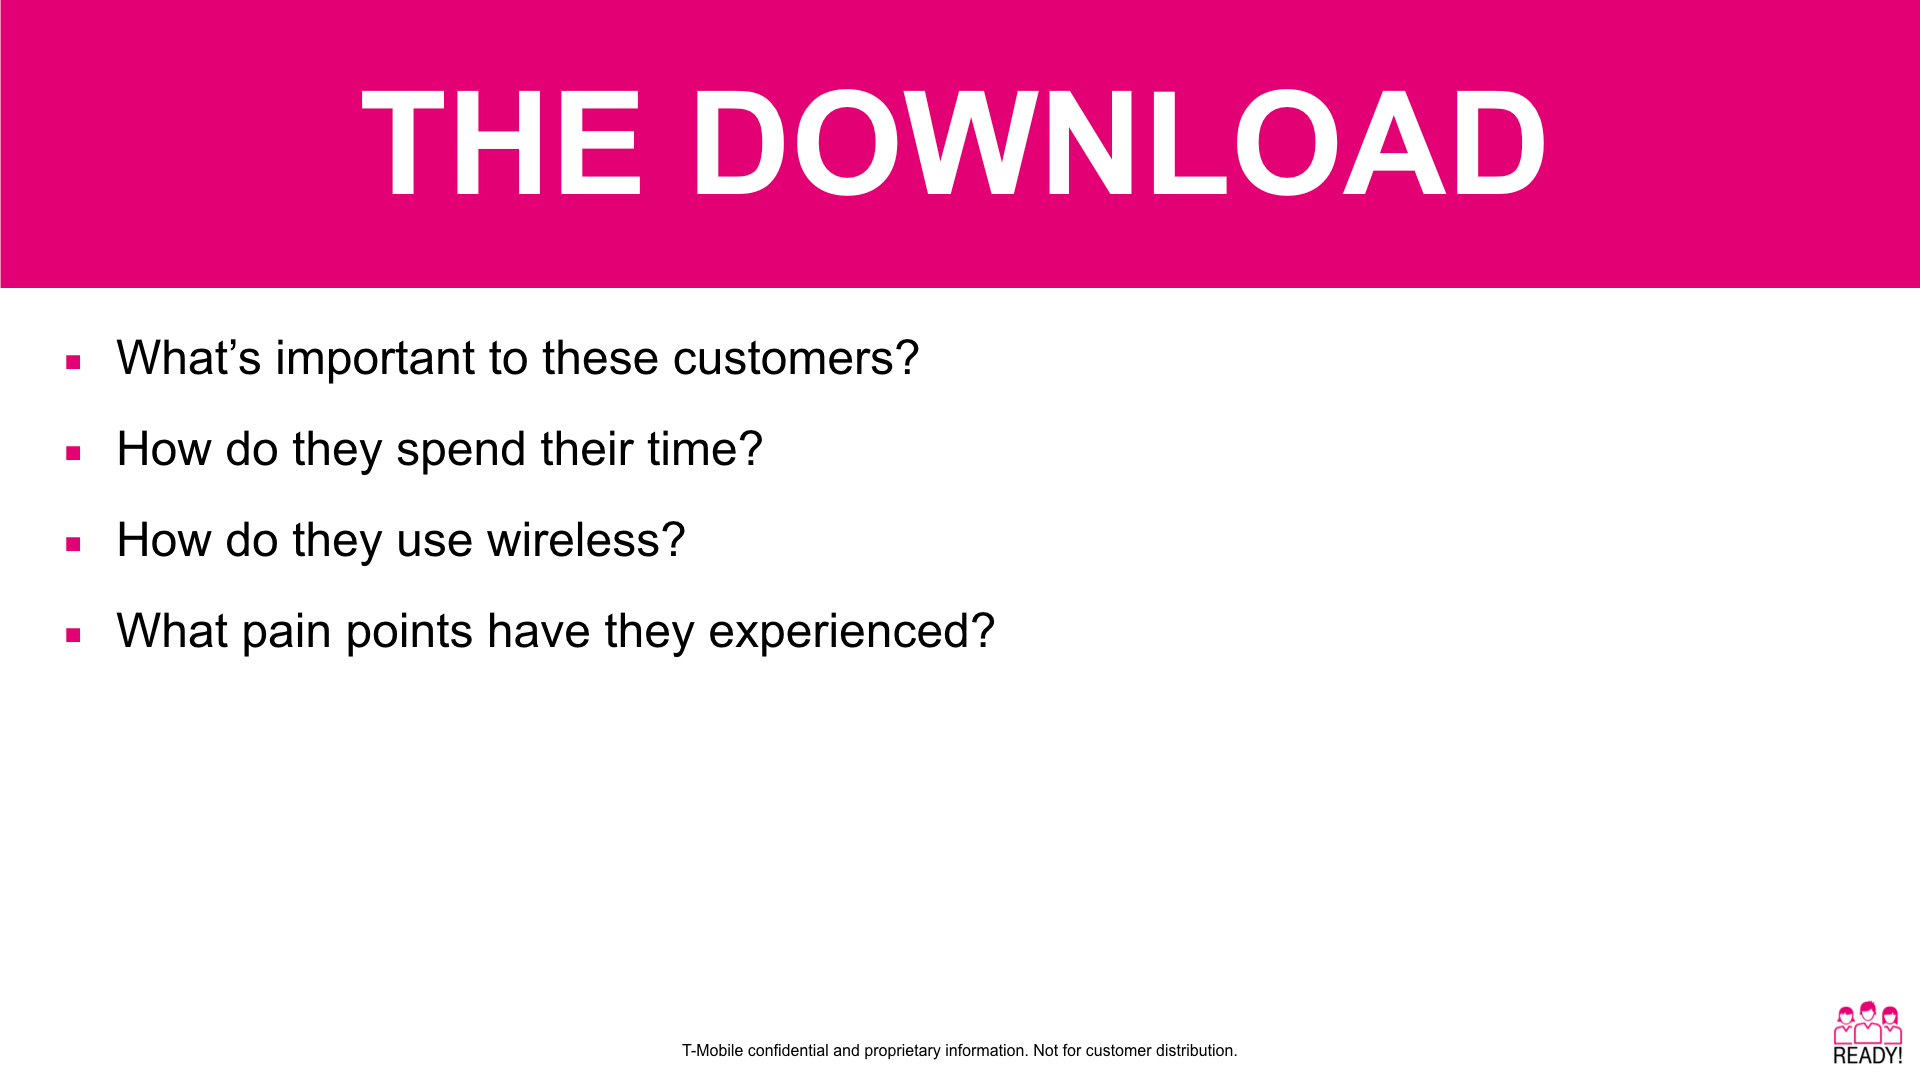 THE DOWNLOAD
What’s important to these customers?
How do they spend their time?
How do they use wireless?
What pain points have they experienced?
T-Mobile confidential and proprietary information. Not for customer distribution.
READY!